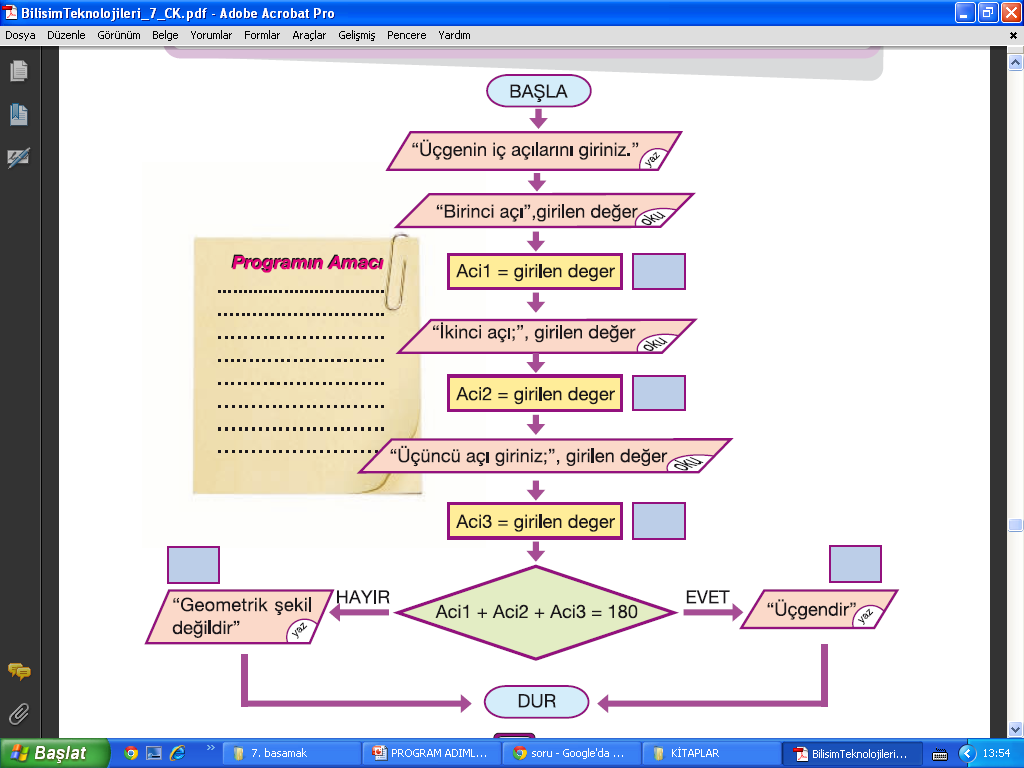 BilisimTeknolojileri_7_CK.pdf - Adobe Acrobat Pro
Dosya Düzenle Görünüm Belge Yorumlar Formlar Araçlar Gelişmiş Pencere Yardım
BAŞLA
“Üçgenin iç açılarını giriniz.” yaz
“Birinci açı”,girilen değer oku
Programın Amacı
Aci1 = girilen deger
“İkinci açı;”, girilen değer oku
Aci2 = girilen deger
“Üçüncü açı giriniz;”, girilen değer oku
Aci3 = girilen deger
HAYIR
EVET
“Geometrik şekil
değildir” yaz
Aci1 + Aci2 + Aci3 = 180
“Üçgendir” yaz
DUR
Başlat
7. basamak
PROGRAM ADIML...
soru - Google'da ...
KİTAPLAR
BilisimTeknolojileri...
13:54